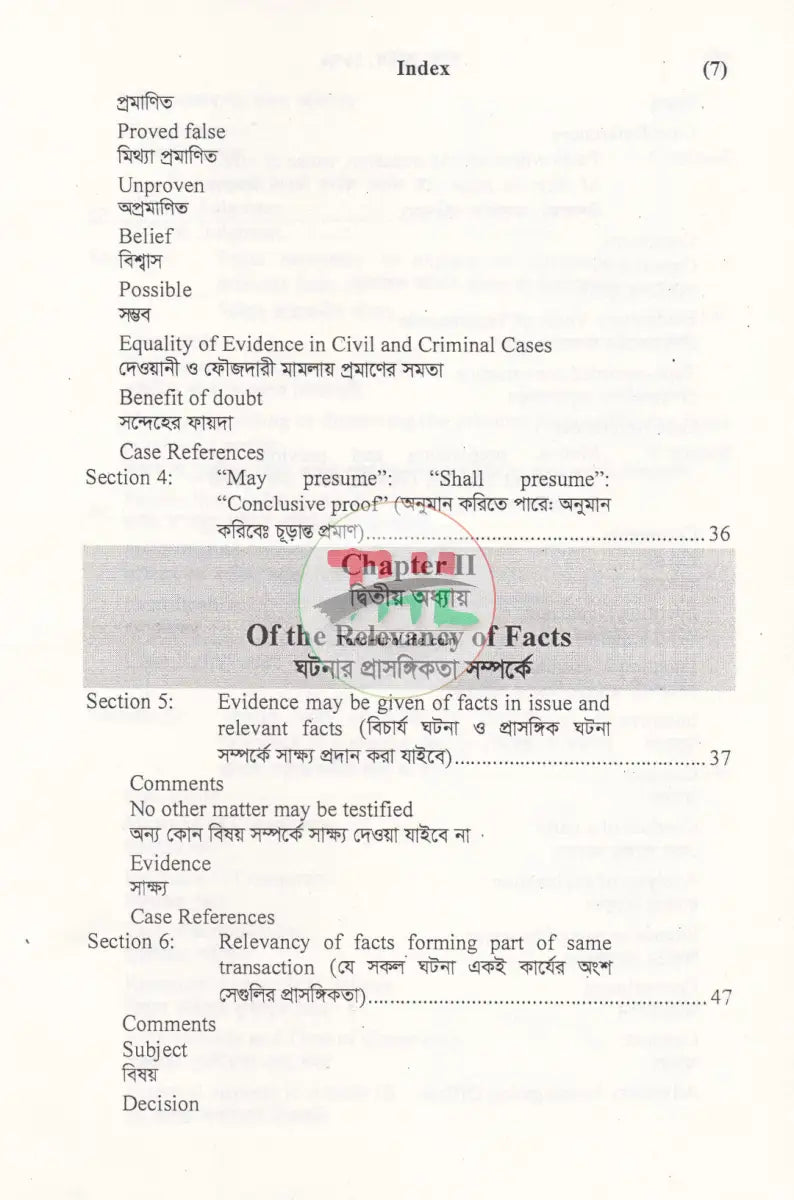 Index (7)
প্রমাণিত
Proved false
মিথ্যা প্রমাণিত
Unproven
অপ্রমাণিত
Belief
বিশ্বাস
Possible
সম্ভব
Equality of Evidence in Civil and Criminal Cases
দেওয়ানী ও ফৌজদারী মামলায় প্রমাণের সমতা
Benefit of doubt
সন্দেহের ফায়দা
Case References
Section 4: “May presume”: “Shall presume”:
“Conclusive proof” (অনুমান করিতে পারেঃ অনুমান
করিবেঃ চূড়ান্ত প্রমাণ)..........................................................36
Chapter II
দ্বিতীয় অধ্যায়
Of the Relevancy of Facts
ঘটনার প্রাসঙ্গিকতা সম্পর্কে
Section 5: Evidence may be given of facts in issue and
relevant facts (বিচার্য ঘটনা ও প্রাসঙ্গিক ঘটনা
সম্পর্কে সাক্ষ্য প্রদান করা যাইবে)...........................................37
Comments
No other matter may be testified
অন্য কোন বিষয় সম্পর্কে সাক্ষ্য দেওয়া যাইবে না
Evidence
সাক্ষ্য
Case References
Section 6: Relevancy of facts forming part of same
transaction (যে সকল ঘটনা একই কার্যের অংশ
সেগুলির প্রাসঙ্গিকতা)..........................................................47
Comments
Subject
বিষয়
Decision